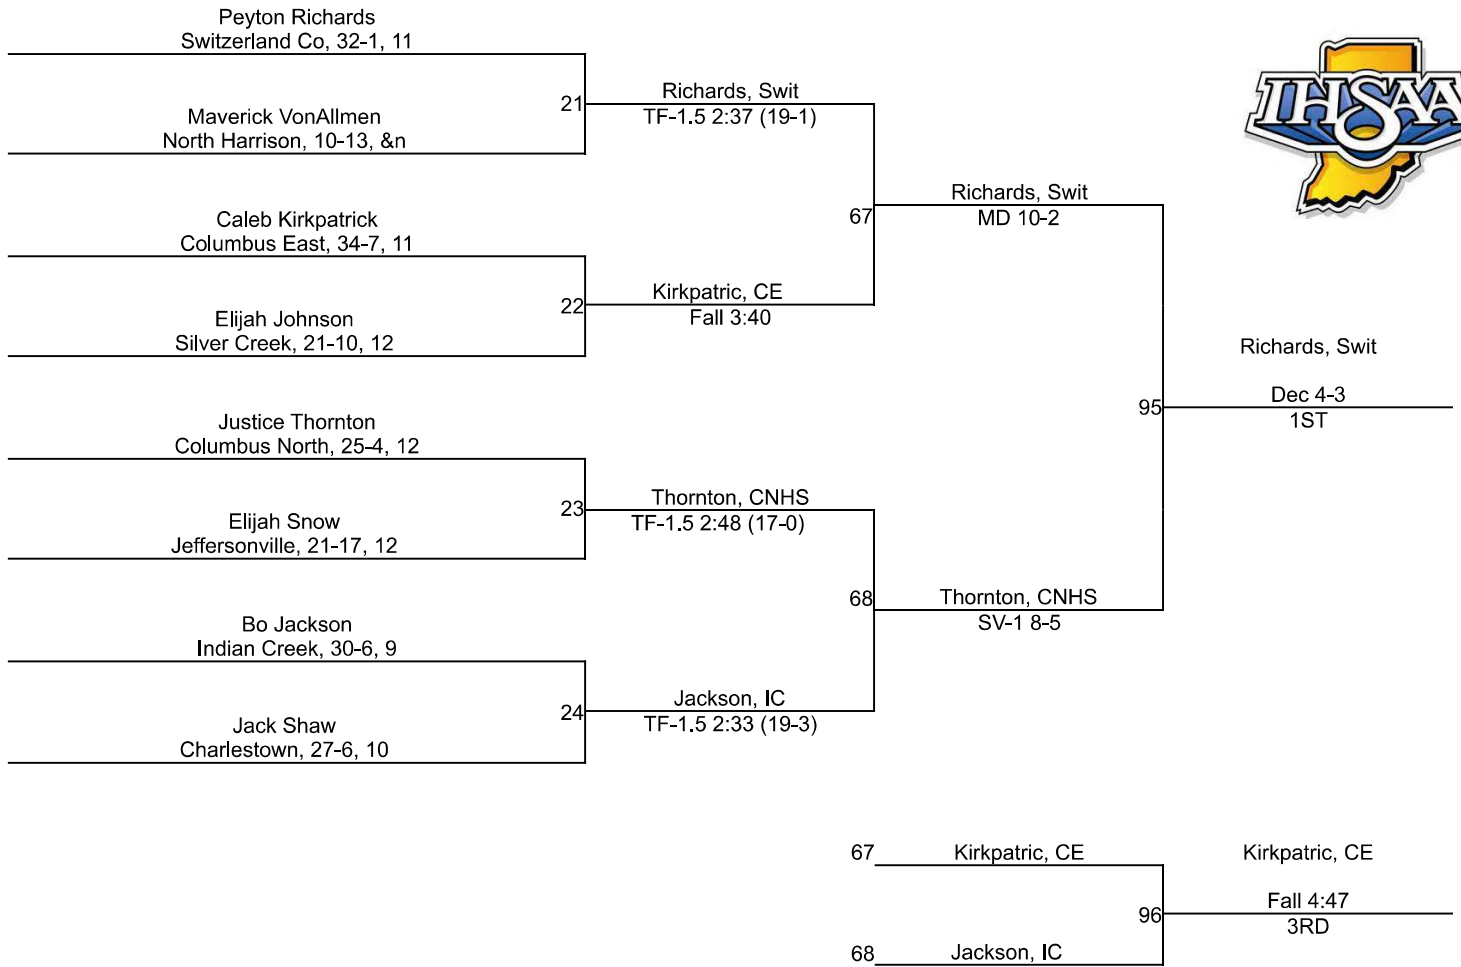 Peyton Richards
Switzerland Co, 32-1, 11
Maverick VonAllmen
North Harrison, 10-13, &n
Caleb Kirkpatrick
Columbus East, 34-7, 11
Elijah Johnson
Silver Creek, 21-10, 12
Justice Thornton
Columbus North, 25-4, 12
Elijah Snow
Jeffersonville, 21-17, 12
Bo Jackson
Indian Creek, 30-6, 9
Jack Shaw
Charlestown, 27-6, 10
21
Richards, Swit
TF-1.5 2:37 (19-1)
22
Kirkpatric, CE
Fall 3:40
23
Thornton, CNHS
TF-1.5 2:48 (17-0)
24
Jackson, IC
TF-1.5 2:33 (19-3)
67
Richards, Swit
MD 10-2
68
Thornton, CNHS
SV-1 8-5
IHSAA
95
Richards, Swit
Dec 4-3
1ST
67
Kirkpatric, CE
68
Jackson, IC
96
Kirkpatric, CE
Fall 4:47
3RD